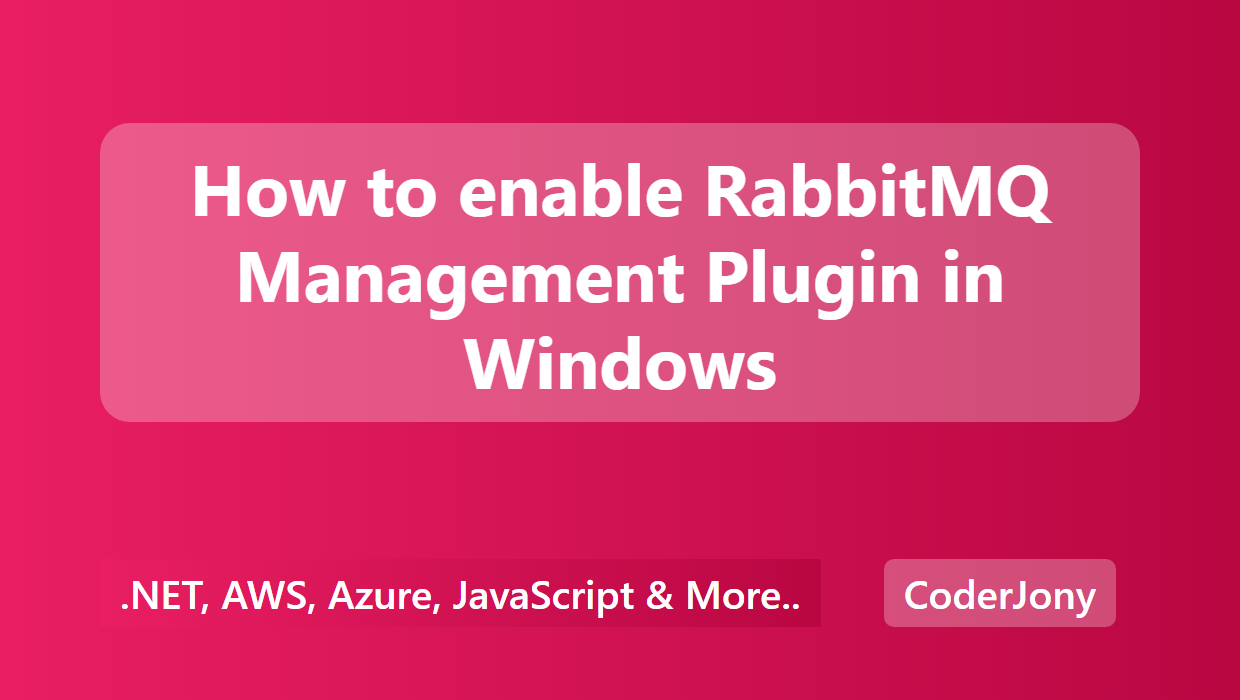 How to enable RabbitMQ
Management Plugin in
Windows
.NET, AWS, Azure, JavaScript & More..
CoderJony